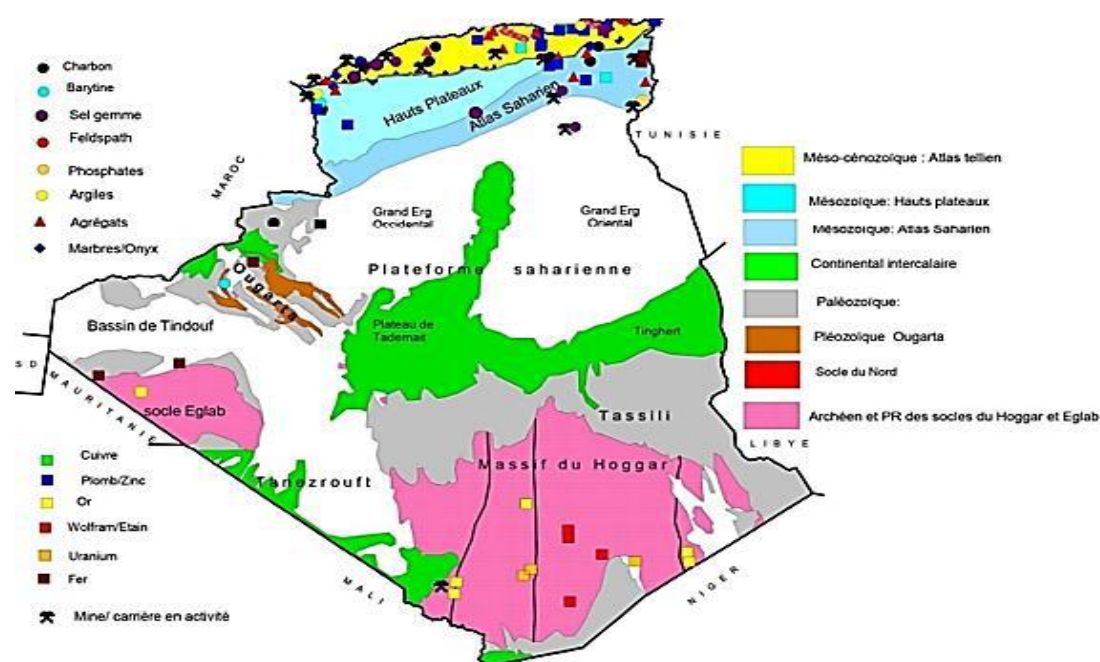 Charbon
Barytine
Sel gemme
Feldspath
Phosphates
Argiles
Agrégats
Marbres/Onyx
Hauts Plateaux
Atlas Saharien
TUNISIE
MAROC
Grand Erg
Occidental
Grand Erg
Oriental
Plateforme saharienne
Ougarta
Bassin de Tindouf
Plateau de
Tademait
Tinghert
S D
MAURITANIE
socle Eglab
Tassili
LIBYE
Massif du Hoggar
Tanezrouft
MALI
NIGER
Méso-cénozoïque : Atlas tellien
Mésozoïque: Hauts plateaux
Mésozoïque: Atlas Saharien
Continental intercalaire
Paléozoïque:
Pléozoïque Ougarta
Socle du Nord
Archéen et PR des socles du Hoggar et Eglab
Cuivre
Plomb/Zinc
Or
Wolfram/Etain
Uranium
Fer
Mine/ carrière en activité